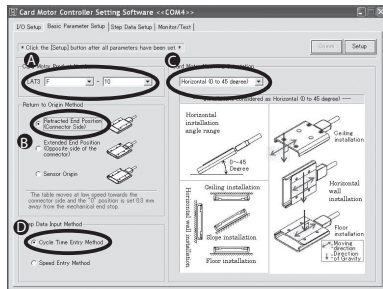 Card Motor Controller Setting Software <<COM4>>
I/O Setup Basic Parameter Setup Step Data Setup Monitor/Test
* Click the [Setup] button after all parameters have been set. *
Setup
A
LAT3 F - 10
C
Horizontal (0 to 45 degree)
considered as: Horizontal (0 to 45 degree) ----
Return to Origin Method
B
Retracted End Position
(Connector Side)
Extended End Position
(Opposite side of the
connector)
Sensor Origin
The table moves at low speed towards the
connector side and the "0" position is set 0.3 mm
away from the mechanical end stop.
D
Step Data Input Method
Cycle Time Entry Method
Speed Entry Method
Horizontal
installation
angle range
0~45
Degree
Ceiling
installation
Horizontal wall installation
Ceiling installation
Slope installation
Floor installation
Horizontal
wall
installation
Floor
installation
Moving
direction
Direction
of Gravity